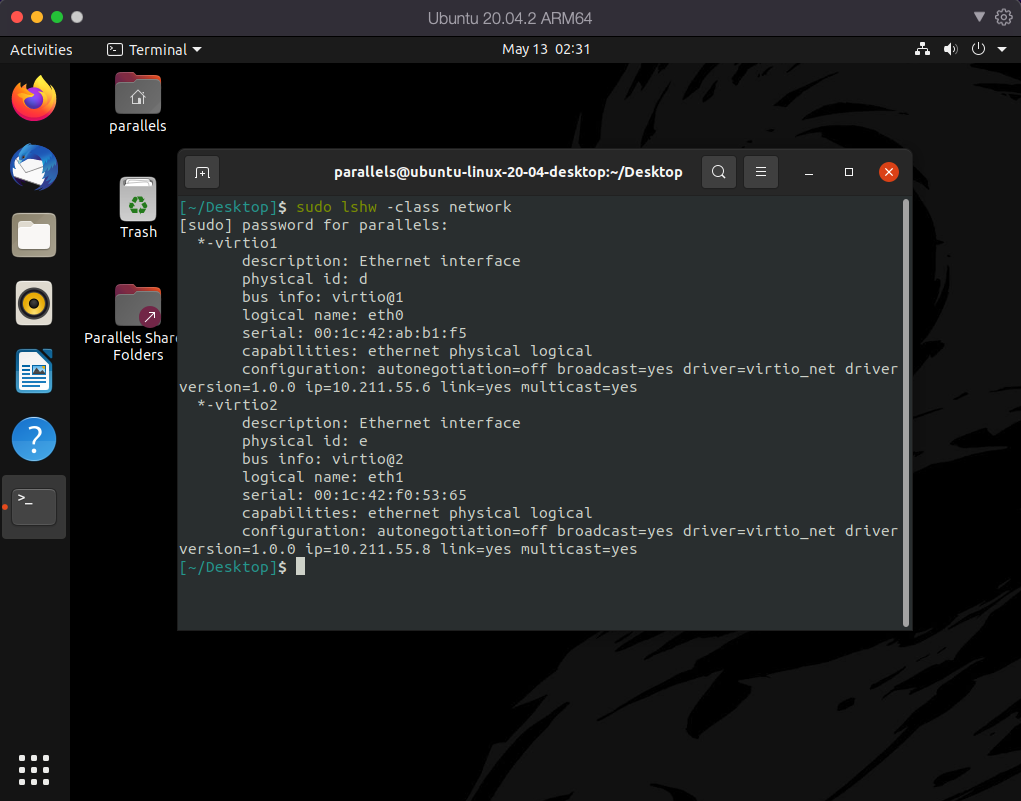 Ubuntu 20.04.2 ARM64
Activities
Terminal
May 13 02:31
parallels
Trash
Parallels Shar
Folders
parallels@ubuntu-linux-20-04-desktop:~/Desktop
[~/Desktop]$ sudo lshw -class network
[sudo] password for parallels:
  *-virtio1
       description: Ethernet interface
       physical id: d
       bus info: virtio@1
       logical name: eth0
       serial: 00:1c:42:ab:b1:f5
       capabilities: ethernet physical logical
       configuration: autonegotiation=off broadcast=yes driver=virtio_net driver
version=1.0.0 ip=10.211.55.6 link=yes multicast=yes
  *-virtio2
       description: Ethernet interface
       physical id: e
       bus info: virtio@2
       logical name: eth1
       serial: 00:1c:42:f0:53:65
       capabilities: ethernet physical logical
       configuration: autonegotiation=off broadcast=yes driver=virtio_net driver
version=1.0.0 ip=10.211.55.8 link=yes multicast=yes
[~/Desktop]$